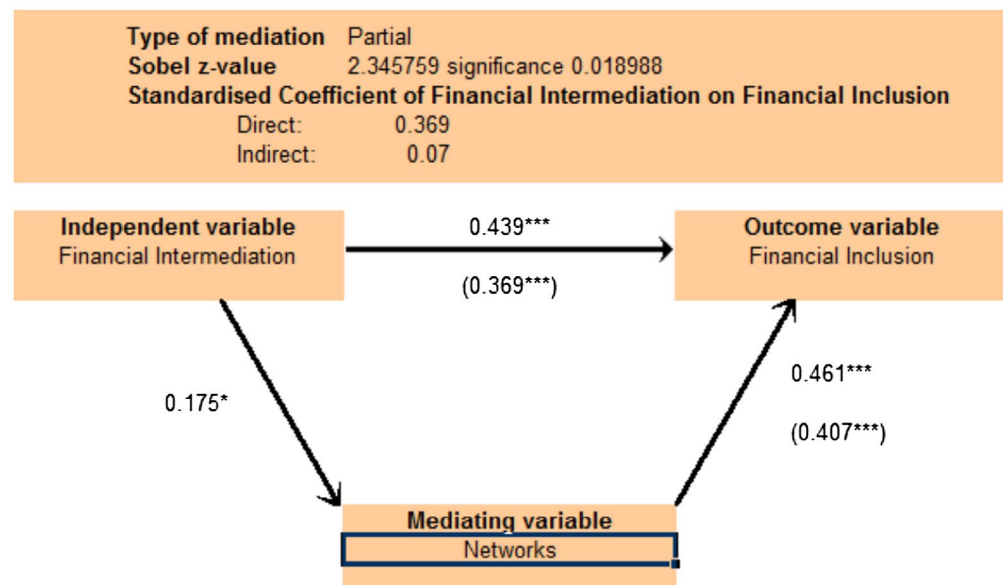 Type of mediation Partial
Sobel z-value 2.345759 significance 0.018988
Standardised Coefficient of Financial Intermediation on Financial Inclusion
Direct: 0.369
Indirect: 0.07
Independent variable
Financial Intermediation
0.439***
(0.369***)
Outcome variable
Financial Inclusion
0.175*
0.461***
(0.407***)
Mediating variable
Networks